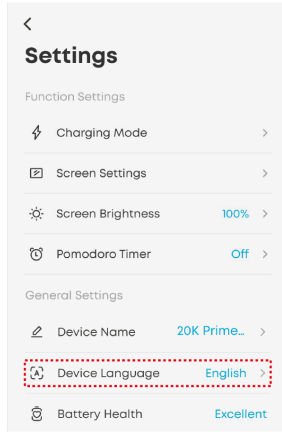 Settings
Function Settings
Charging Mode
Screen Settings
Screen Brightness 100%
Pomodoro Timer Off
General Settings
Device Name 20K Prime...
Device Language English
Battery Health Excellent